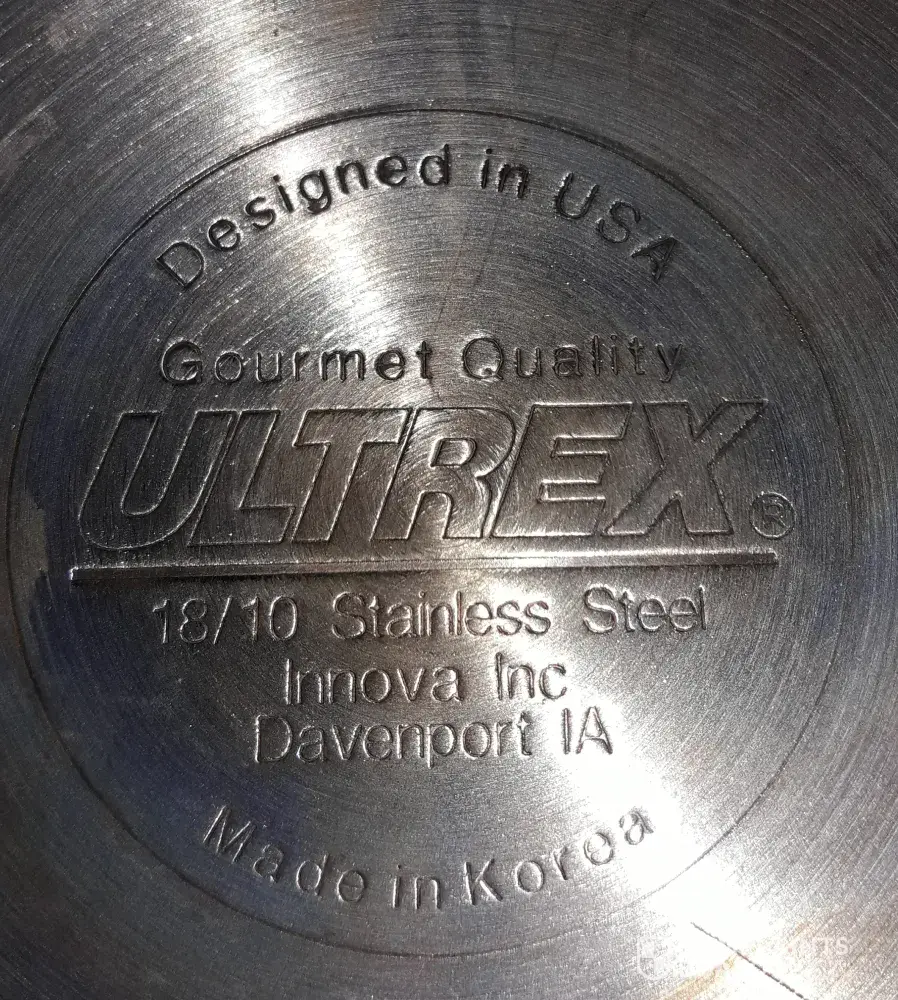 Designed in USA
Gourmet Quality
ULTREX®
18/10 Stainless Steel
Innova Inc
Davenport IA
Made in Korea